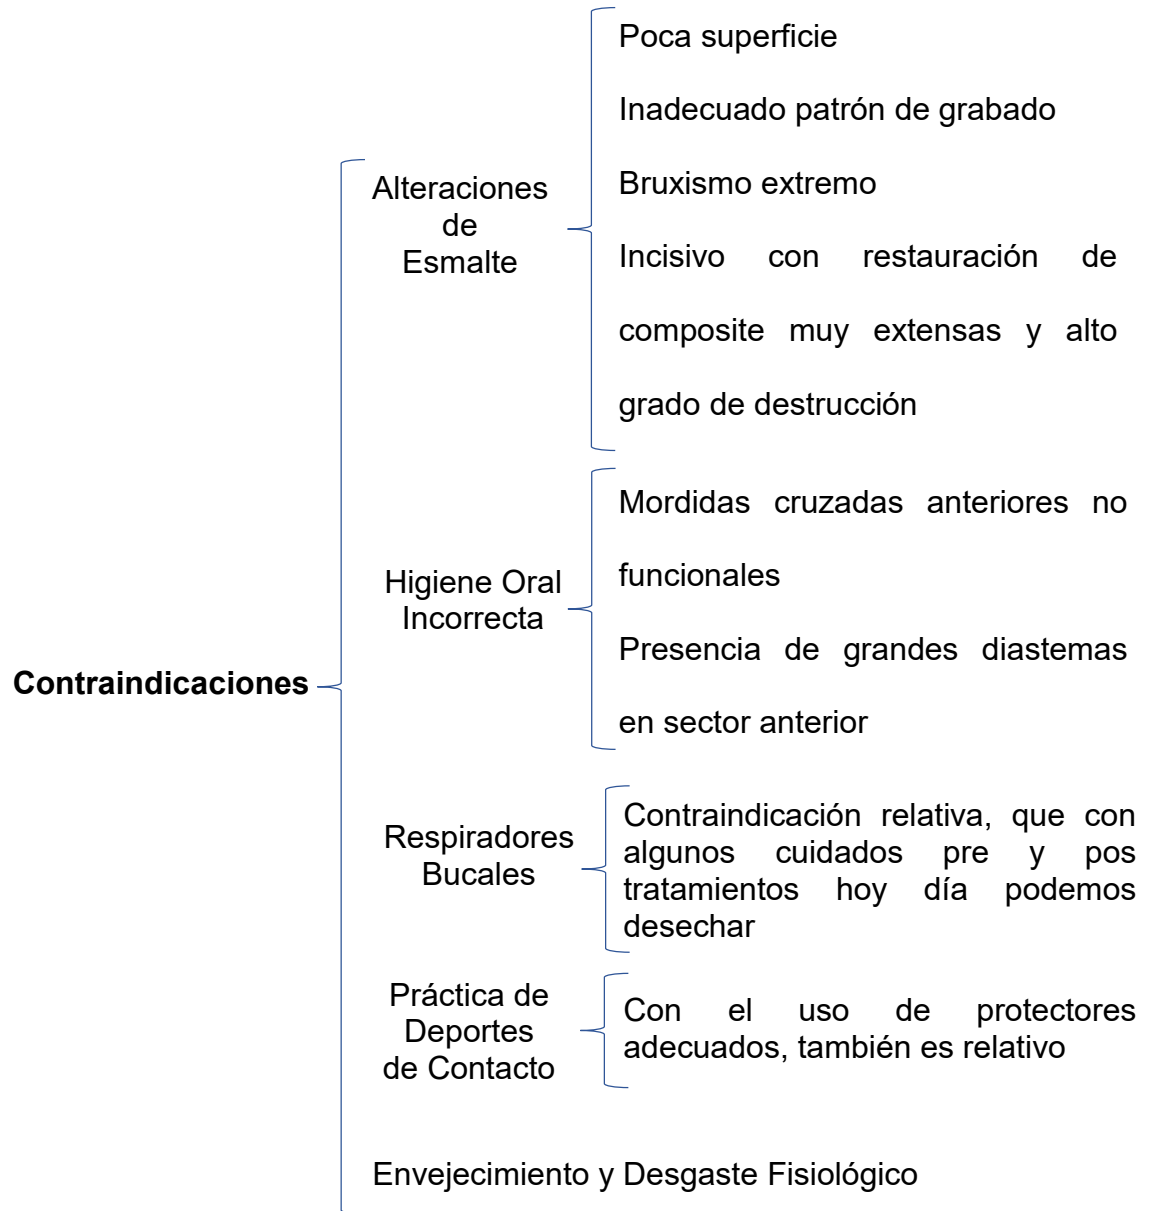 Contraindicaciones
Alteraciones
de
Esmalte
Poca superficie
Inadecuado patrón de grabado
Bruxismo extremo
Incisivo con restauración de
composite muy extensas y alto
grado de destrucción
Higiene Oral
Incorrecta
Mordidas cruzadas anteriores no
funcionales
Presencia de grandes diastemas
en sector anterior
Respiradores
Bucales
Contraindicación relativa, que con
algunos cuidados pre y pos
tratamientos hoy día podemos
desechar
Práctica de
Deportes
de Contacto
Con el uso de protectores
adecuados, también es relativo
Envejecimiento y Desgaste Fisiológico